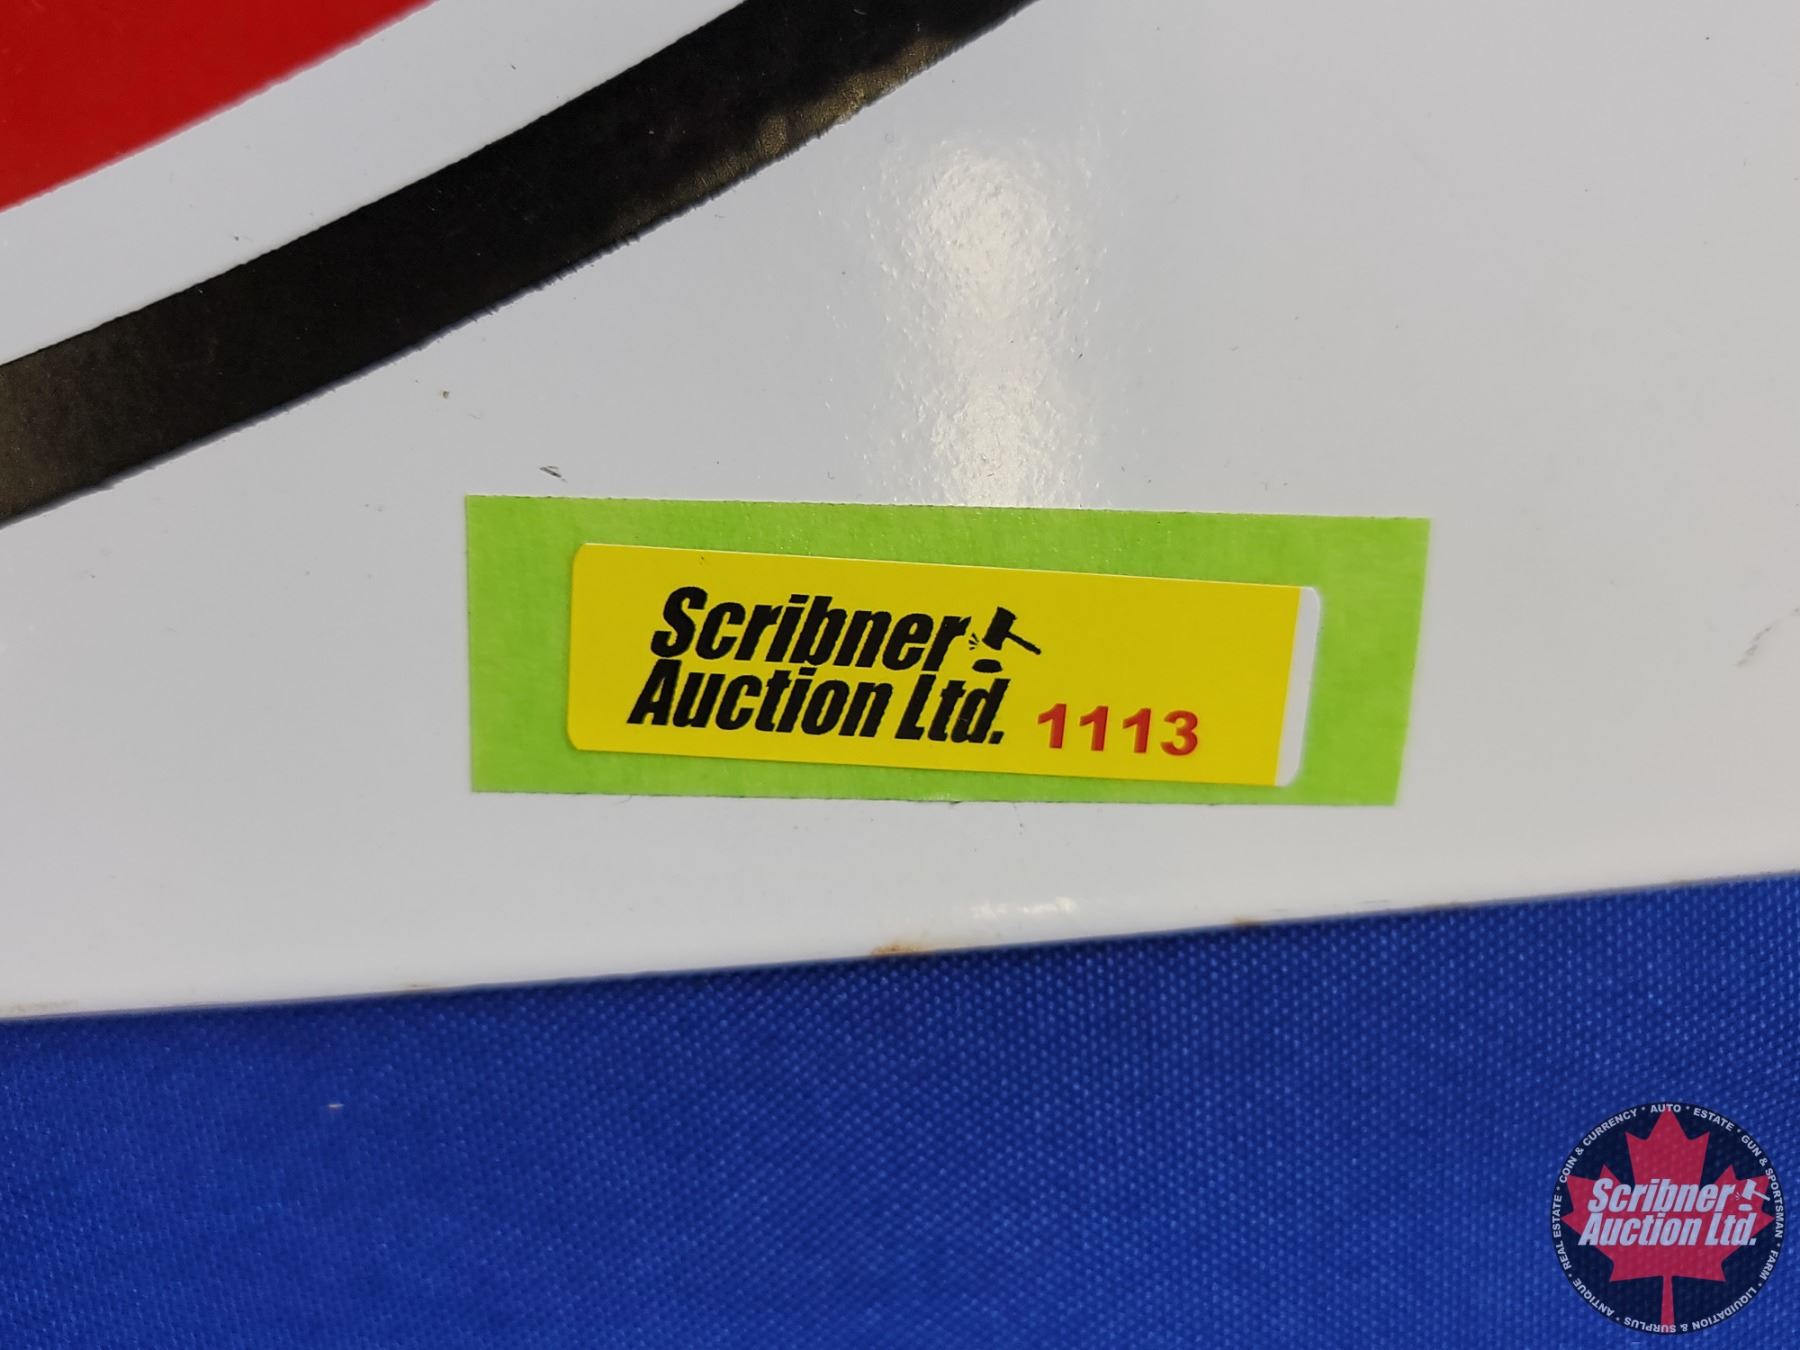 Scribner
Auction Ltd. 1113
COIN & CURRENCY * AUTO * ESTATE * GUN & SPORTSMAN * FARM * LIQUIDATION & SURPLUS * ANTIQUE * REAL ESTATE *
Scribner
Auction Ltd.